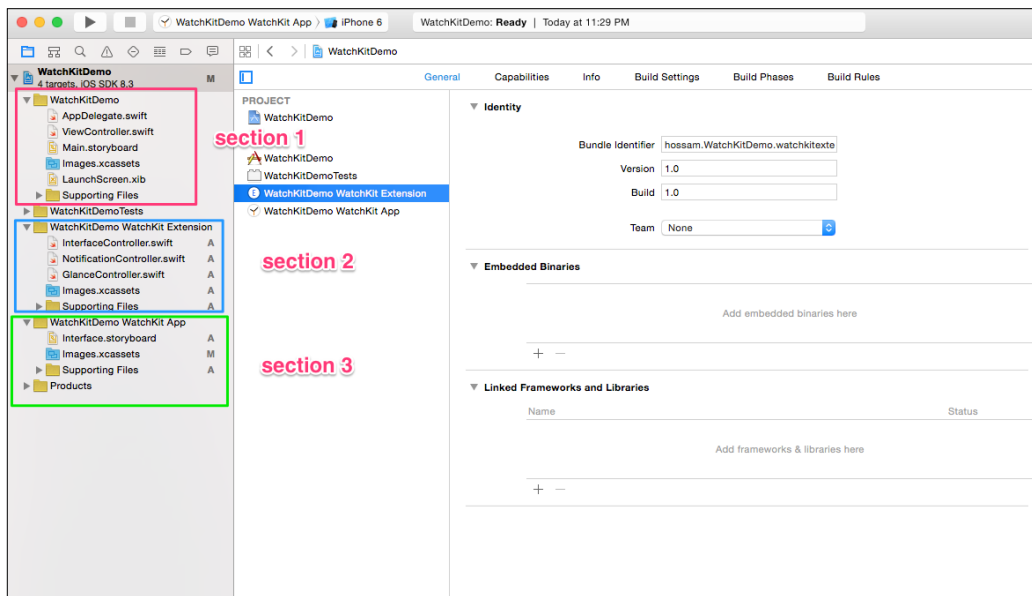 WatchKitDemo WatchKit App iPhone 6 WatchKitDemo: Ready | Today at 11:29 PM
WatchKitDemo
WatchKitDemo M
4 targets, iOS SDK 8.3
General Capabilities Info Build Settings Build Phases Build Rules
WatchKitDemo
AppDelegate.swift
ViewController.swift
Main.storyboard
Images.xcassets
LaunchScreen.xib
Supporting Files
WatchKitDemoTests
WatchKitDemo WatchKit Extension
InterfaceController.swift A
NotificationController.swift A
GlanceController.swift A
Images.xcassets A
Supporting Files A
WatchKitDemo WatchKit App
Interface.storyboard A
Images.xcassets M
Supporting Files A
Products
section 1
section 2
section 3
PROJECT
WatchKitDemo
WatchKitDemo
WatchKitDemoTests
E WatchKitDemo WatchKit Extension
WatchKitDemo WatchKit App
Identity
Bundle Identifier hossam.WatchKitDemo.watchkitexte
Version 1.0
Build 1.0
Team None
Embedded Binaries
Add embedded binaries here
Linked Frameworks and Libraries
Name Status
Add frameworks & libraries here